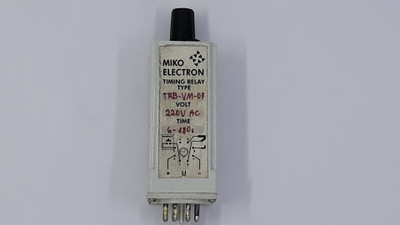 MIKO
ELECTRON
TIMING RELAY
TYPE
TRB-VM-01
VOLT
220V AC
TIME
6-180s
U